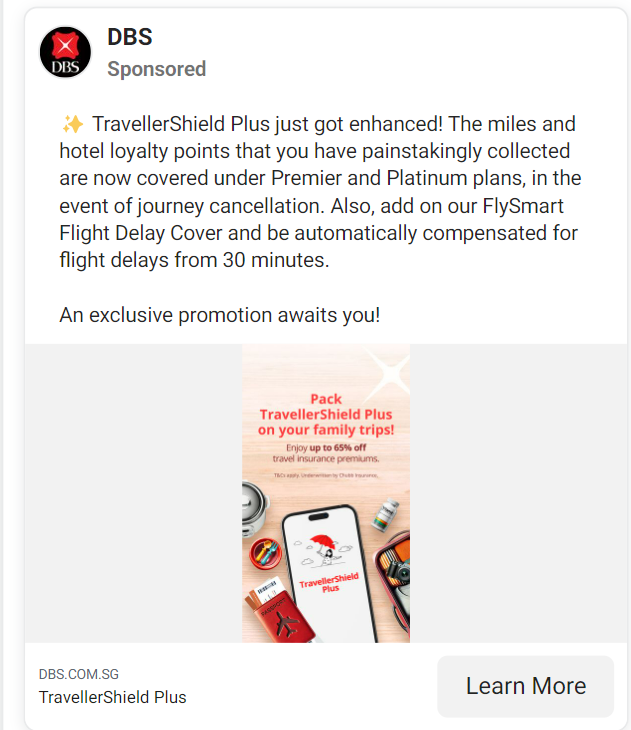 DBS
Sponsored
DBS
✨ TravellerShield Plus just got enhanced! The miles and
hotel loyalty points that you have painstakingly collected
are now covered under Premier and Platinum plans, in the
event of journey cancellation. Also, add on our FlySmart
Flight Delay Cover and be automatically compensated for
flight delays from 30 minutes.
An exclusive promotion awaits you!
Pack
TravellerShield Plus
on your family trips!
Enjoy up to 65% off
travel insurance premiums.
T&Cs apply. Underwritten by Chubb Insurance.
TravellerShield
Plus
PASSPORT
DBS.COM.SG
TravellerShield Plus
Learn More